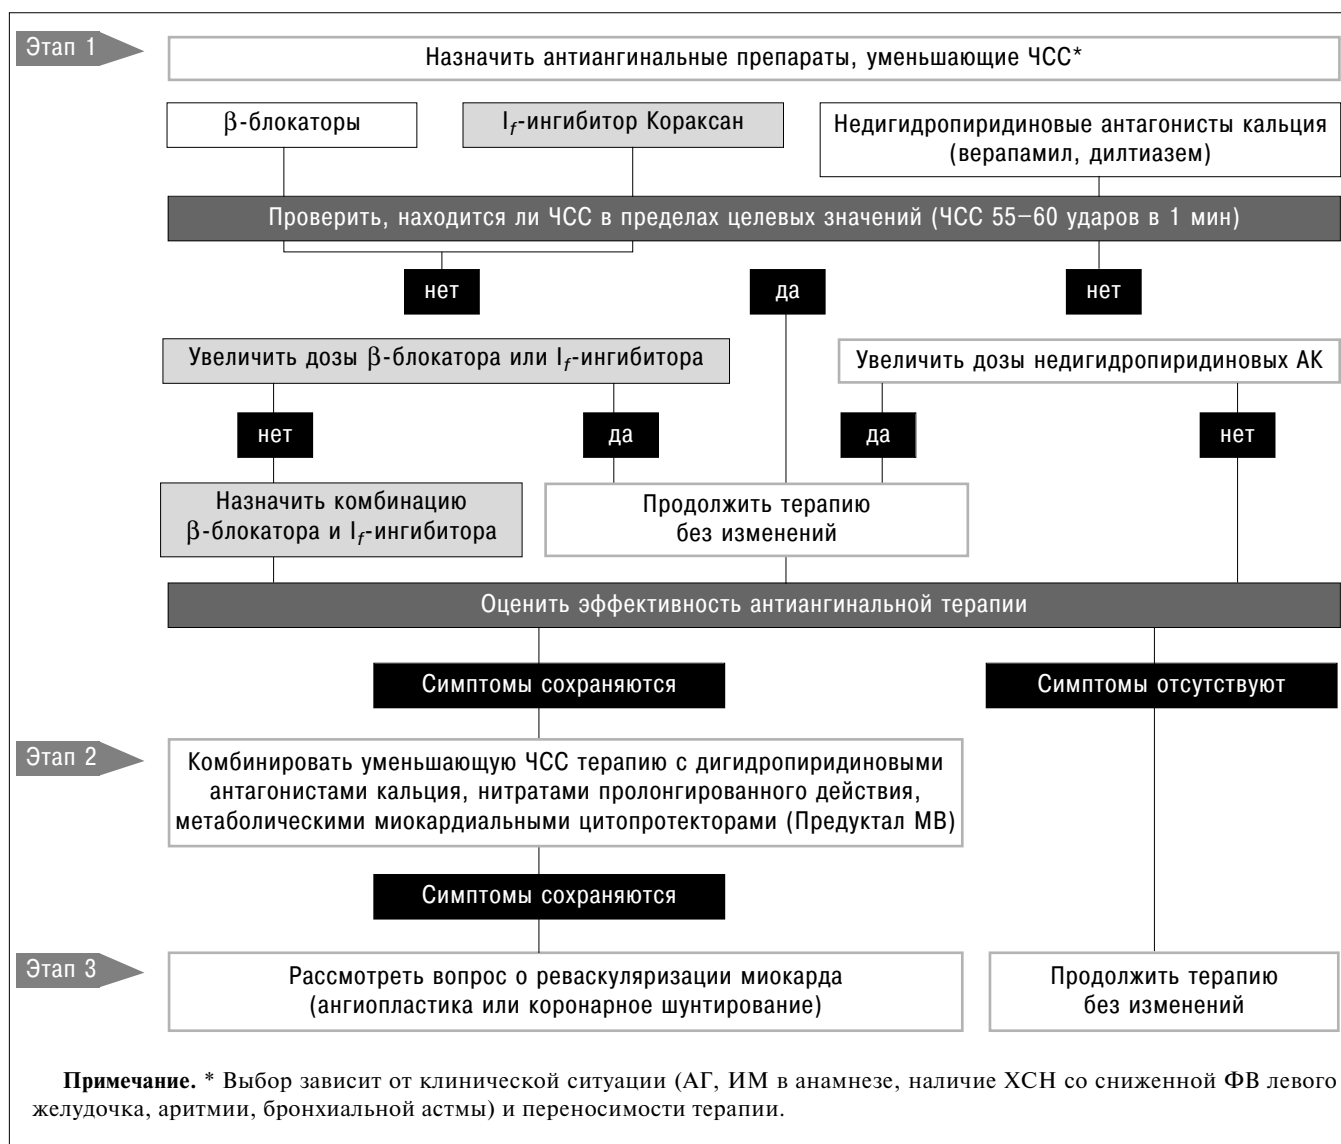 Этап 1
Назначить антиангинальные препараты, уменьшающие ЧСС*
β-блокаторы
If-ингибитор Кораксан
Недигидропиридиновые антагонисты кальция
(верапамил, дилтиазем)
Проверить, находится ли ЧСС в пределах целевых значений (ЧСС 55–60 ударов в 1 мин)
нет
да
нет
Увеличить дозы β-блокатора или If-ингибитора
Увеличить дозы недигидропиридиновых АК
нет
да
да
нет
Назначить комбинацию
β-блокатора и If-ингибитора
Продолжить терапию
без изменений
Оценить эффективность антиангинальной терапии
Симптомы сохраняются
Симптомы отсутствуют
Этап 2
Комбинировать уменьшающую ЧСС терапию с дигидропиридиновыми
антагонистами кальция, нитратами пролонгированного действия,
метаболическими миокардиальными цитопротекторами (Предуктал МВ)
Симптомы сохраняются
Этап 3
Рассмотреть вопрос о реваскуляризации миокарда
(ангиопластика или коронарное шунтирование)
Продолжить терапию
без изменений
Примечание. * Выбор зависит от клинической ситуации (АГ, ИМ в анамнезе, наличие ХСН со сниженной ФВ левого
желудочка, аритмии, бронхиальной астмы) и переносимости терапии.